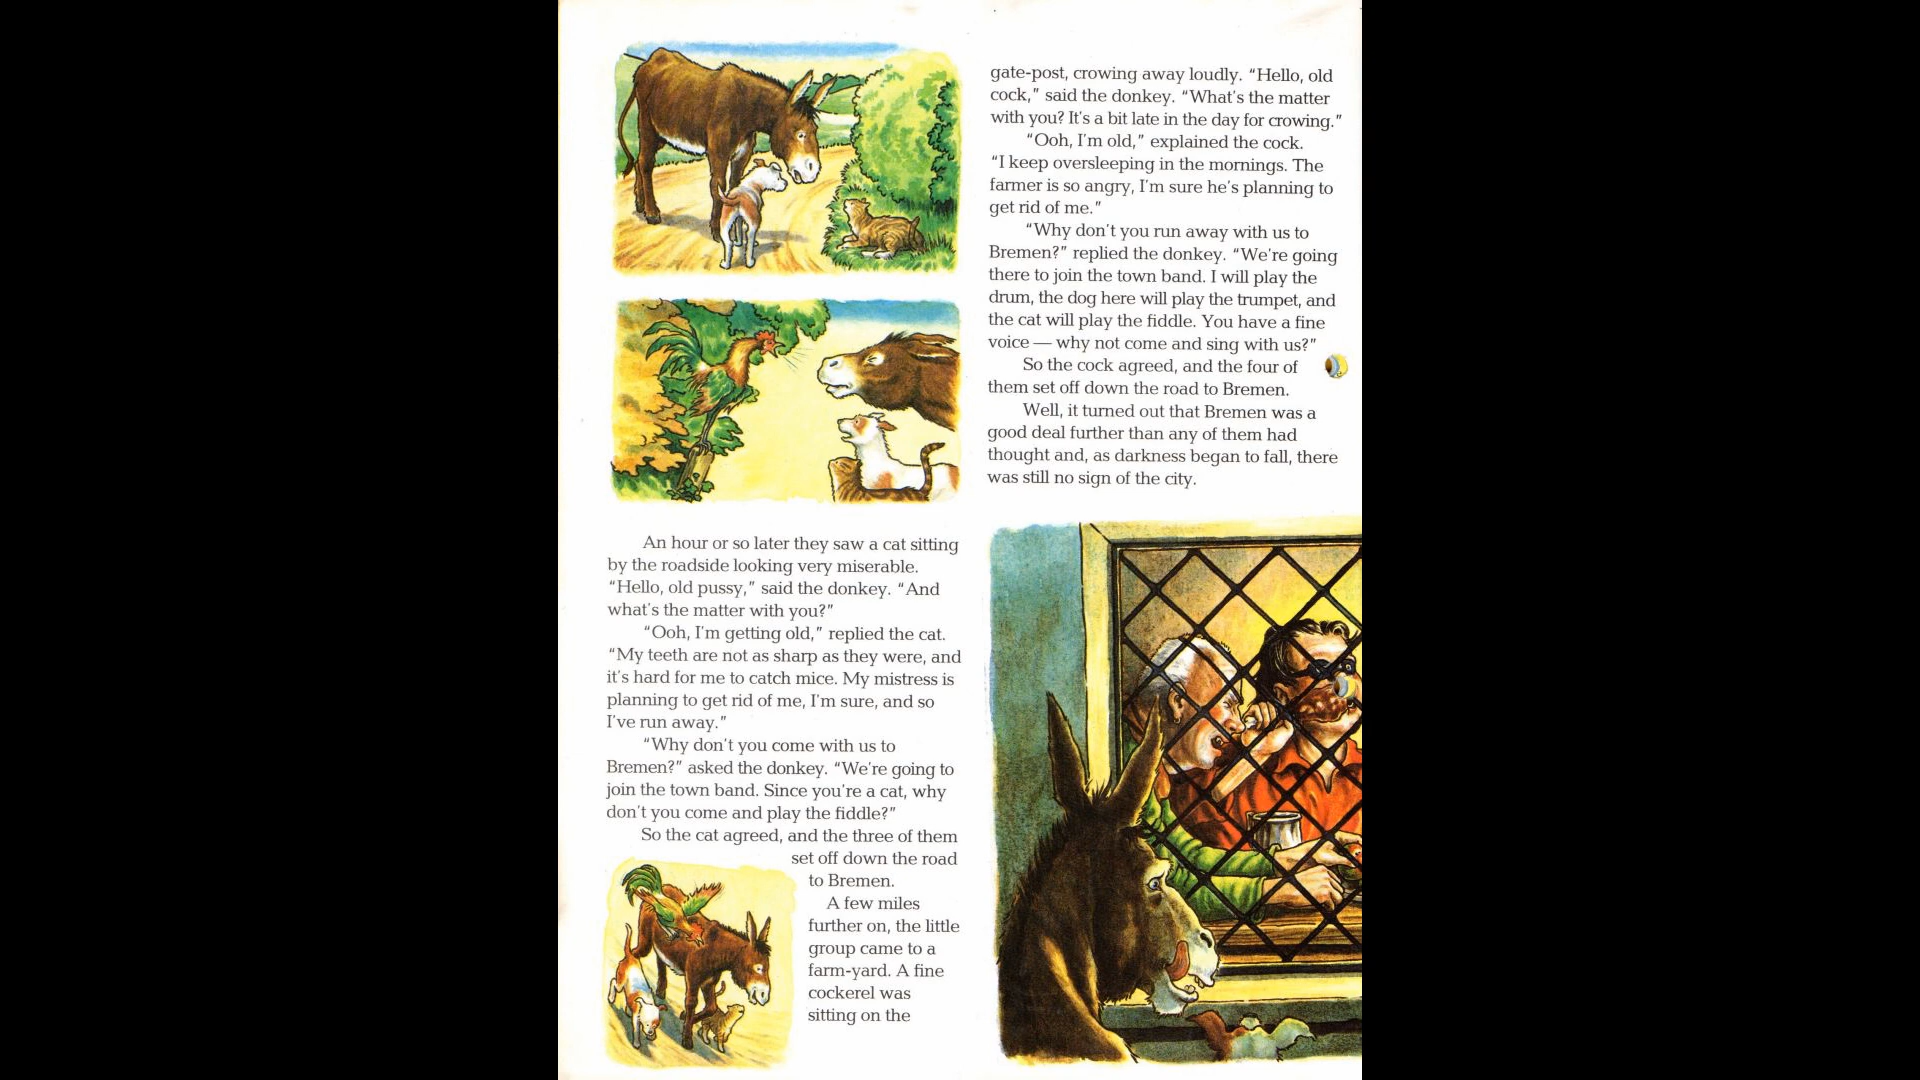 An hour or so later they saw a cat sitting
by the roadside looking very miserable.
“Hello, old pussy,” said the donkey. “And
what's the matter with you?”
“Ooh, I'm getting old,” replied the cat.
“My teeth are not as sharp as they were, and
it's hard for me to catch mice. My mistress is
planning to get rid of me, I'm sure, and so
I've run away.”
“Why don't you come with us to
Bremen?” asked the donkey. “We're going to
join the town band. Since you're a cat, why
don't you come and play the fiddle?”
So the cat agreed, and the three of them
set off down the road
to Bremen.
A few miles
further on, the little
group came to a
farm-yard. A fine
cockerel was
sitting on the
gate-post, crowing away loudly. “Hello, old
cock,” said the donkey. “What's the matter
with you? It's a bit late in the day for crowing.”
“Ooh, I'm old,” explained the cock.
“I keep oversleeping in the mornings. The
farmer is so angry, I'm sure he's planning to
get rid of me.”
“Why don't you run away with us to
Bremen?” replied the donkey. “We're going
there to join the town band. I will play the
drum, the dog here will play the trumpet, and
the cat will play the fiddle. You have a fine
voice — why not come and sing with us?”
So the cock agreed, and the four of
them set off down the road to Bremen.
Well, it turned out that Bremen was a
good deal further than any of them had
thought and, as darkness began to fall, there
was still no sign of the city.